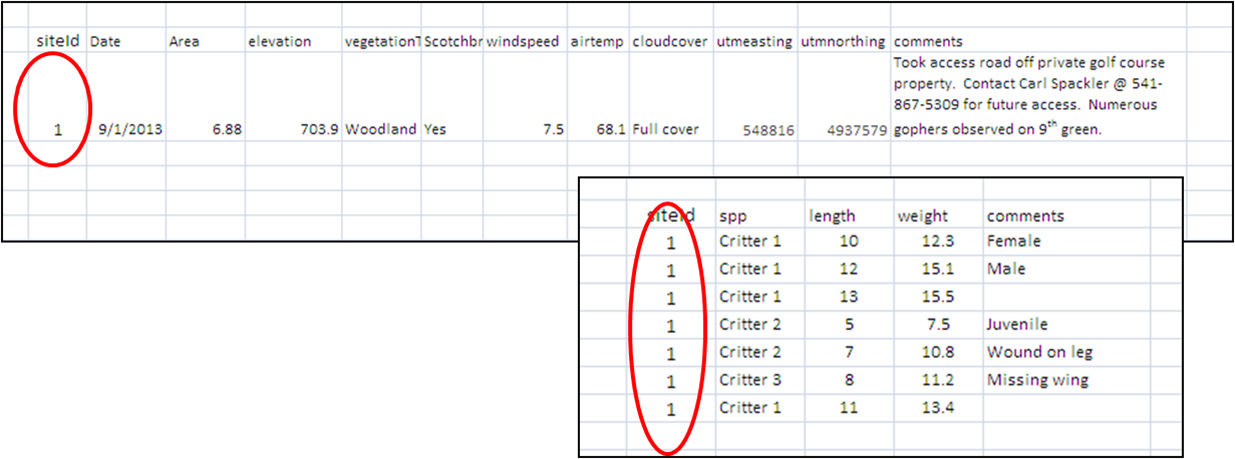 siteId Date Area elevation vegetationT Scotchbr windspeed airtemp cloudcover utmeasting utmnorthing comments
Took access road off private golf course
property. Contact Carl Spackler @ 541-
867-5309 for future access. Numerous
1 9/1/2013 6.88 703.9 Woodland Yes 7.5 68.1 Full cover 548816 4937579 gophers observed on 9th green.
siteId spp length weight comments
1 Critter 1 10 12.3 Female
1 Critter 1 12 15.1 Male
1 Critter 1 13 15.5
1 Critter 2 5 7.5 Juvenile
1 Critter 2 7 10.8 Wound on leg
1 Critter 3 8 11.2 Missing wing
1 Critter 1 11 13.4